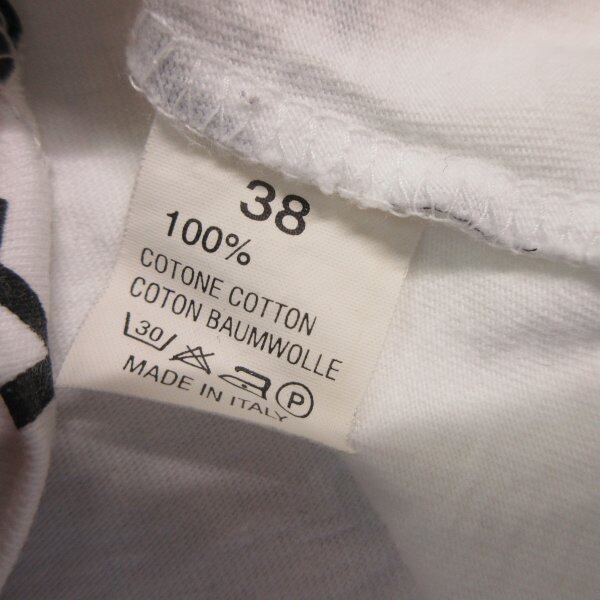 38
100%
COTONE COTTON
COTON BAUMWOLLE
30 P
MADE IN ITALY